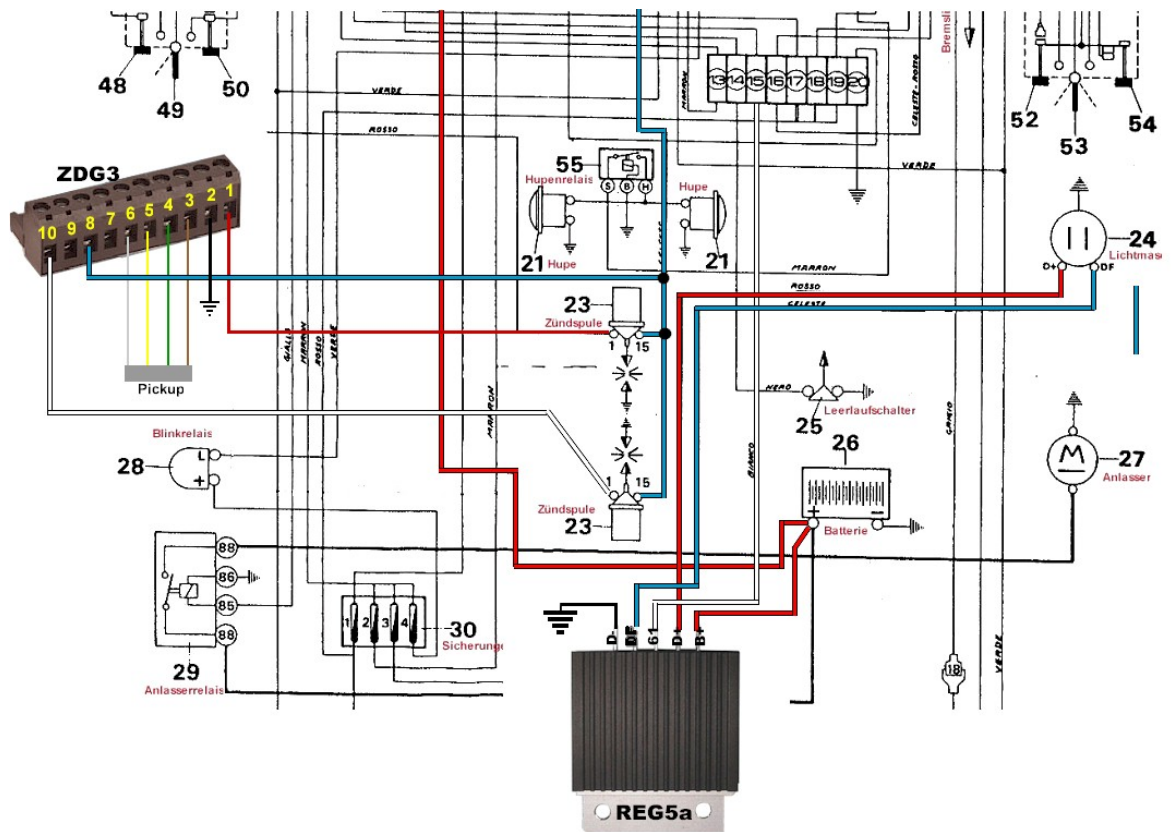 48
49
50
52
53
54
Bremsli
13 14 15 16 17 18 19 20
VERDE
MARRON
CELESTE-ROSSO
ROSSO
VERDE
ZDG3
10 9 8 7 6 5 4 3 2 1
55
Hupenrelais
S B H
Hupe
21
Hupe
21
CELESTE
MARRON
24
Lichtmasc
D+ DF
ROSSO
CELESTE
23
Zündspule
1 15
GIALLO
MARRON
ROSSO
VERDE
Pickup
MARRON
NERO
25
Leerlaufschalter
BIANCO
Blinkrelais
28
L
+
1 15
Zündspule
23
26
+
Batterie
M
27
Anlasser
88
86
85
88
29
Anlasserrelais
1 2 3 4
30
Sicherunge
D- DF 61 D+ B+
18
VERDE
REG5a